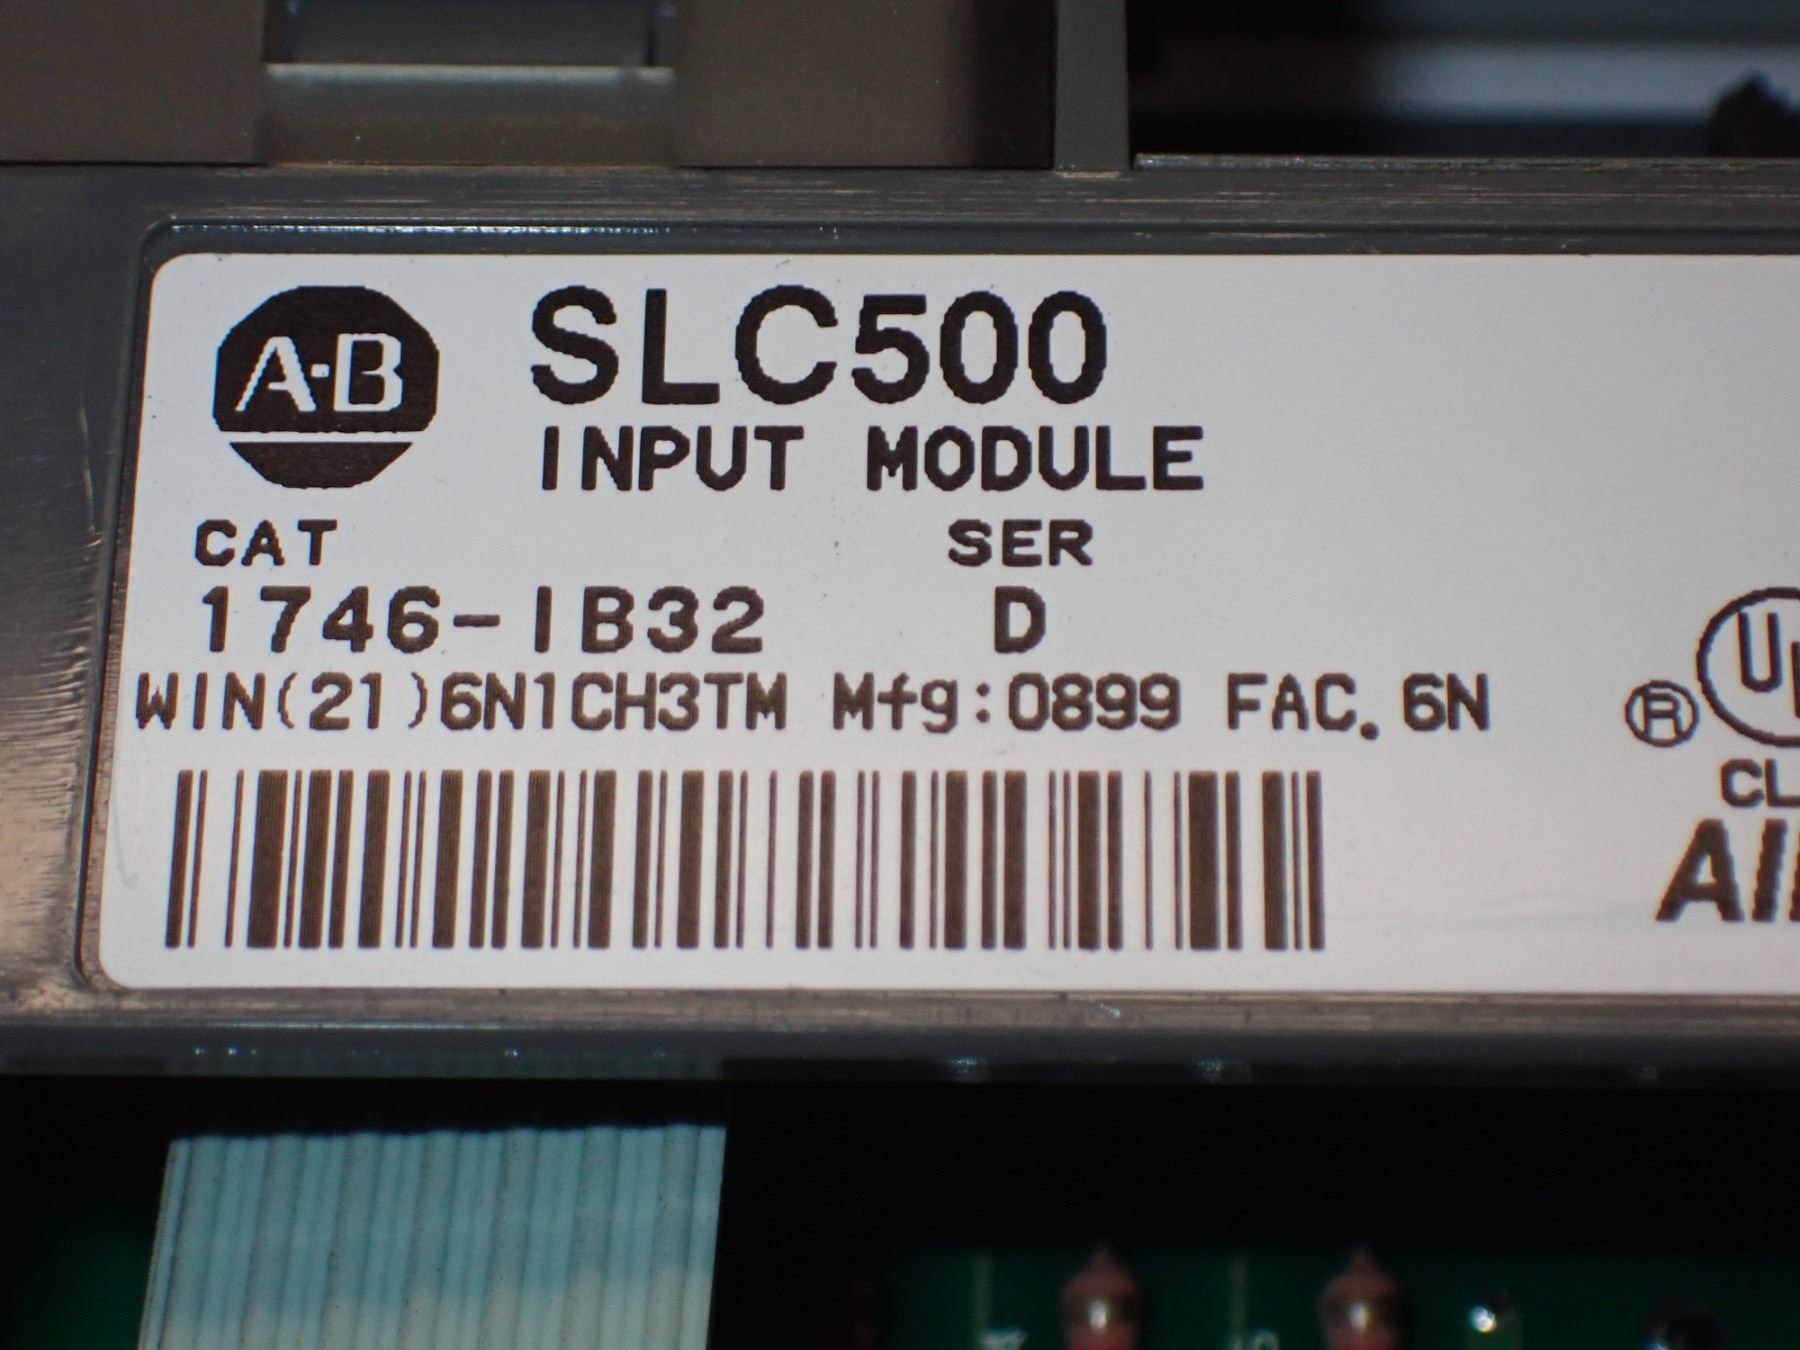 A-B SLC500
INPUT MODULE
CAT SER
1746-IB32 D
WIN(21)6N1CH3TM Mfg:0899 FAC. 6N
®